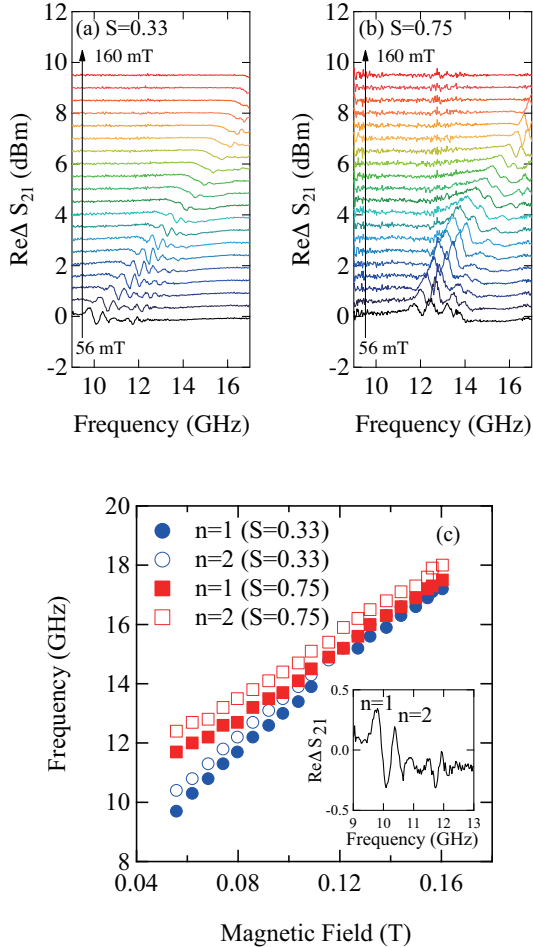 (a) S=0.33
160 mT
12
10
8
6
4
2
0
-2
ReΔ S21 (dBm)
56 mT
10 12 14 16
Frequency (GHz)
(b) S=0.75
160 mT
12
10
8
6
4
2
0
-2
ReΔ S21 (dBm)
56 mT
10 12 14 16
Frequency (GHz)
(c)
n=1 (S=0.33)
n=2 (S=0.33)
n=1 (S=0.75)
n=2 (S=0.75)
20
18
16
14
12
10
8
Frequency (GHz)
0.04 0.08 0.12 0.16
Magnetic Field (T)
n=1
n=2
0.5
0.0
-0.5
ReΔ S21
9 10 11 12 13
Frequency (GHz)